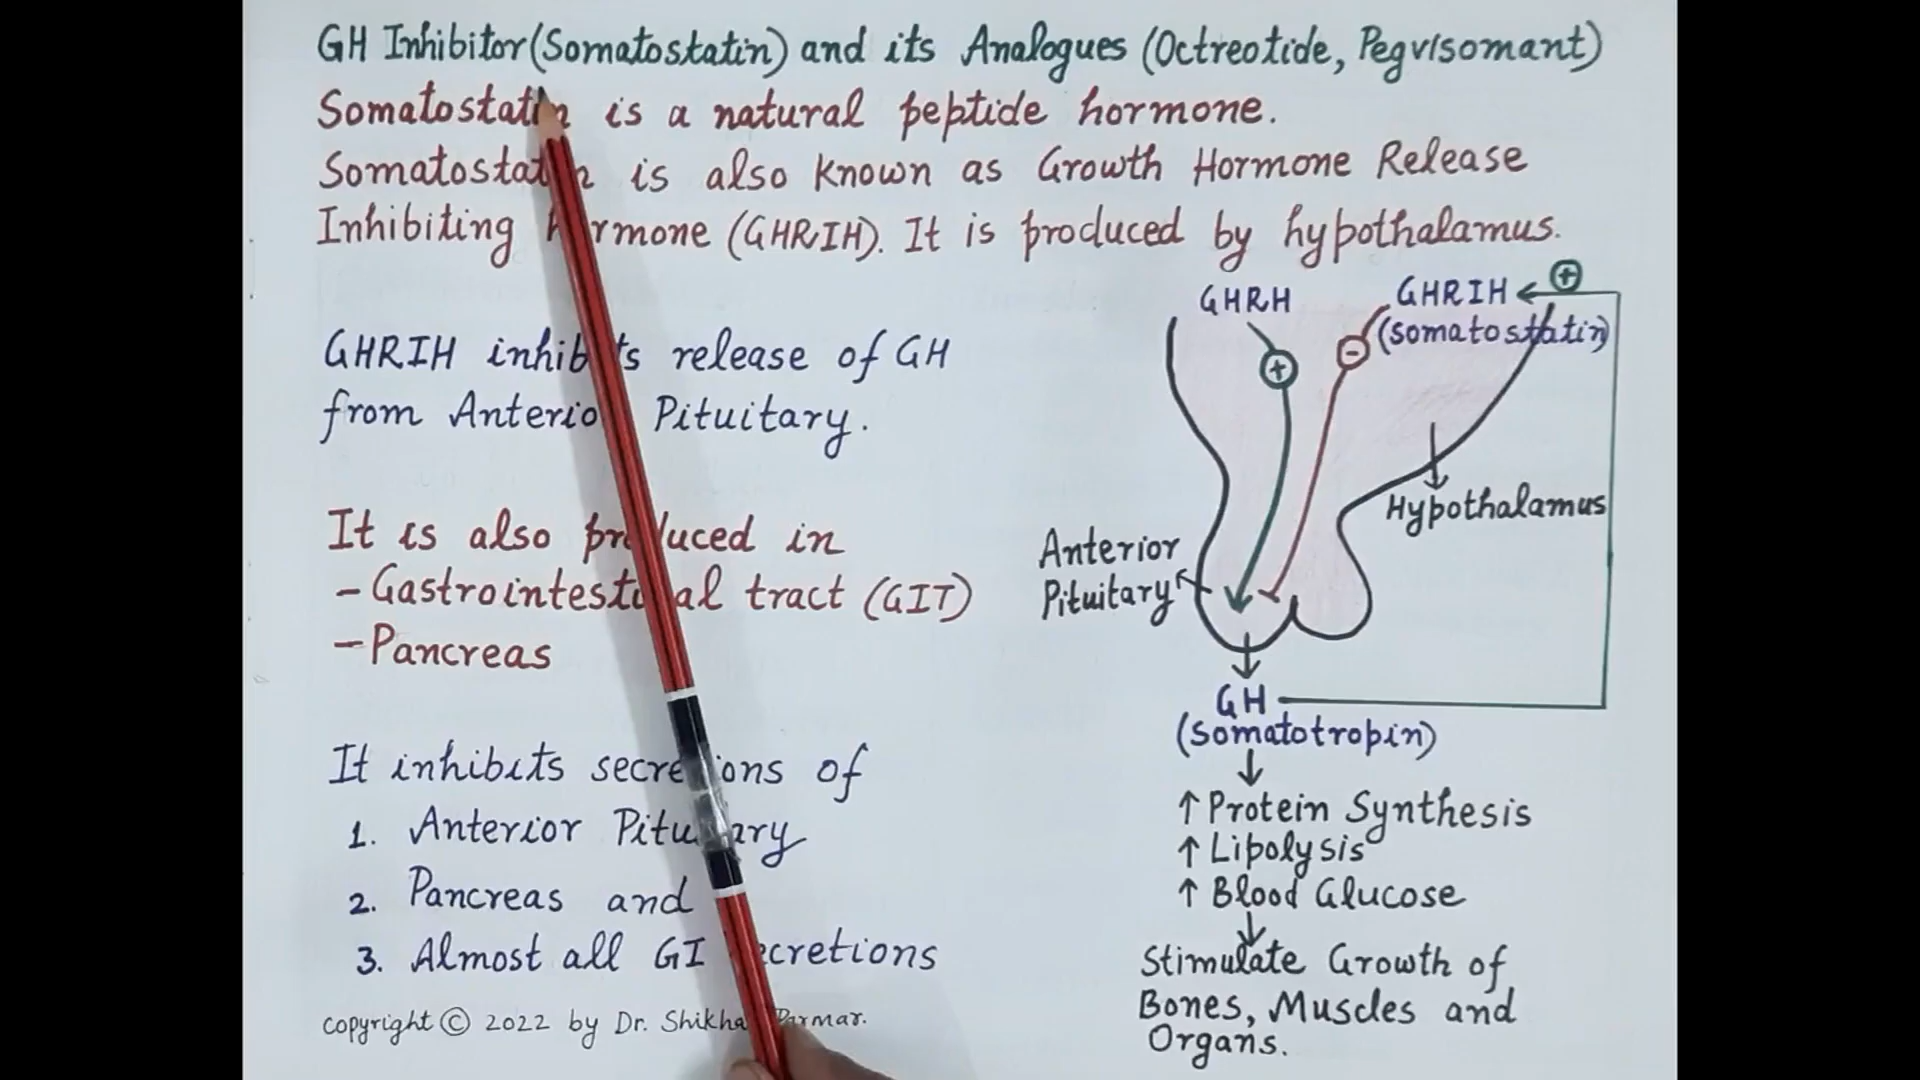 GH Inhibitor (Somatostatin) and its Analogues (Octreotide, Pegvisomant)
Somatostatin is a natural peptide hormone.
Somatostatin is also known as Growth Hormone Release
Inhibiting Hormone (GHRIH). It is produced by hypothalamus.
GHRIH inhibits release of GH
from Anterior Pituitary.
It is also produced in
- Gastrointestinal tract (GIT)
- Pancreas
It inhibits secretions of
1. Anterior Pituitary
2. Pancreas and
3. Almost all GI secretions
copyright © 2022 by Dr. Shikha Parmar.
GHRH
GHRIH
+
(somatostatin)
+
-
Hypothalamus
Anterior
Pituitary
GH
(somatotropin)
↑ Protein Synthesis
↑ Lipolysis
↑ Blood Glucose
Stimulate Growth of
Bones, Muscles and
Organs.